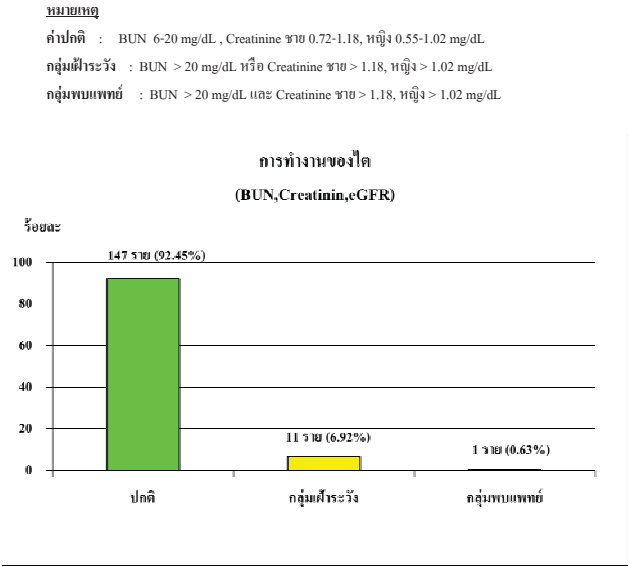 หมายเหตุ
ค่าปกติ : BUN 6-20 mg/dL , Creatinine ชาย 0.72-1.18, หญิง 0.55-1.02 mg/dL
กลุ่มเฝ้าระวัง : BUN > 20 mg/dL หรือ Creatinine ชาย > 1.18, หญิง > 1.02 mg/dL
กลุ่มพบแพทย์ : BUN > 20 mg/dL และ Creatinine ชาย > 1.18, หญิง > 1.02 mg/dL
การทำงานของไต
(BUN,Creatinin,eGFR)
ร้อยละ
147 ราย (92.45%)
100
80
60
40
20
11 ราย (6.92%)
1 ราย (0.63%)
0
ปกติ กลุ่มเฝ้าระวัง กลุ่มพบแพทย์